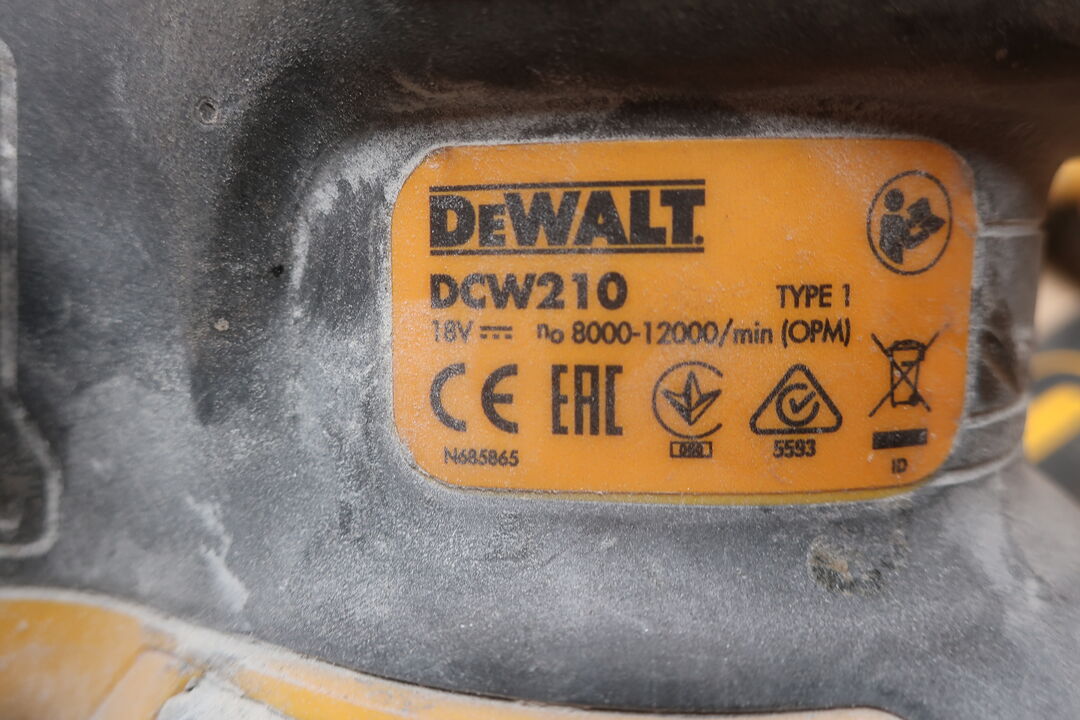 DEWALT
DCW210 TYPE 1
18V n₀ 8000-12000/min (OPM)
CE EAC
N685865 5593 ID